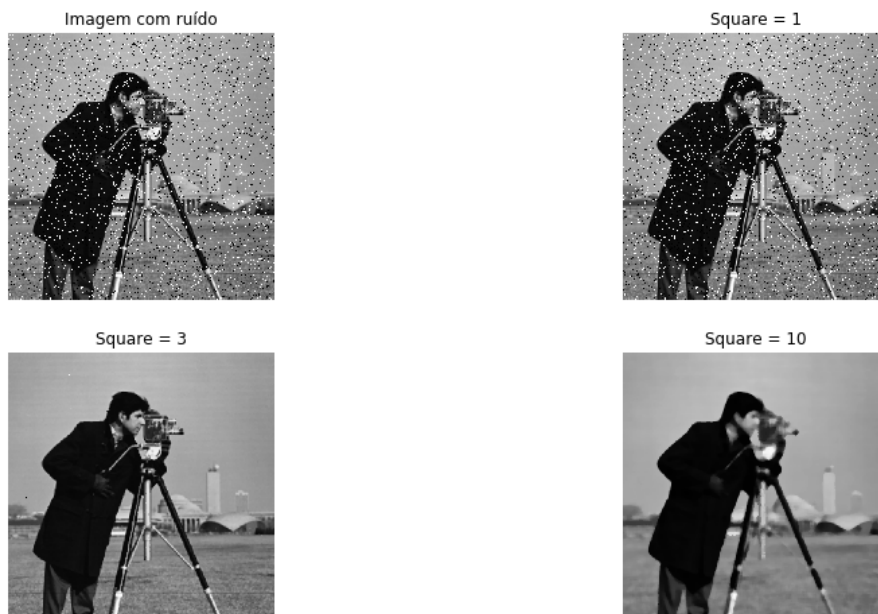 Imagem com ruído
Square = 1
Square = 3
Square = 10